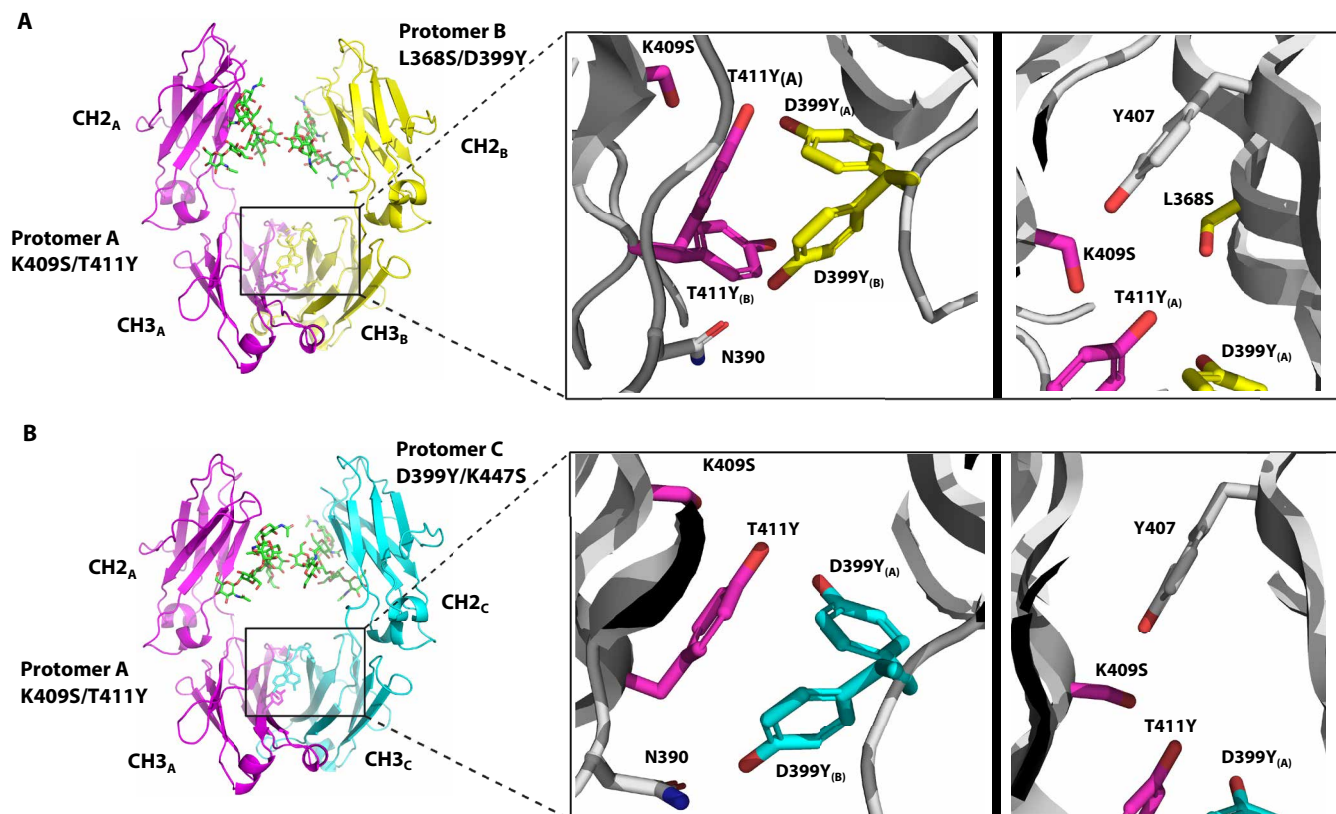 A
Protomer B
L368S/D399Y
CH2A
CH2B
Protomer A
K409S/T411Y
CH3A
CH3B
K409S
T411Y(A)
D399Y(A)
T411Y(B)
D399Y(B)
N390
Y407
L368S
K409S
T411Y(A)
D399Y(A)
B
Protomer C
D399Y/K447S
CH2A
CH2C
Protomer A
K409S/T411Y
CH3A
CH3C
K409S
T411Y
D399Y(A)
N390
D399Y(B)
Y407
K409S
T411Y
D399Y(A)